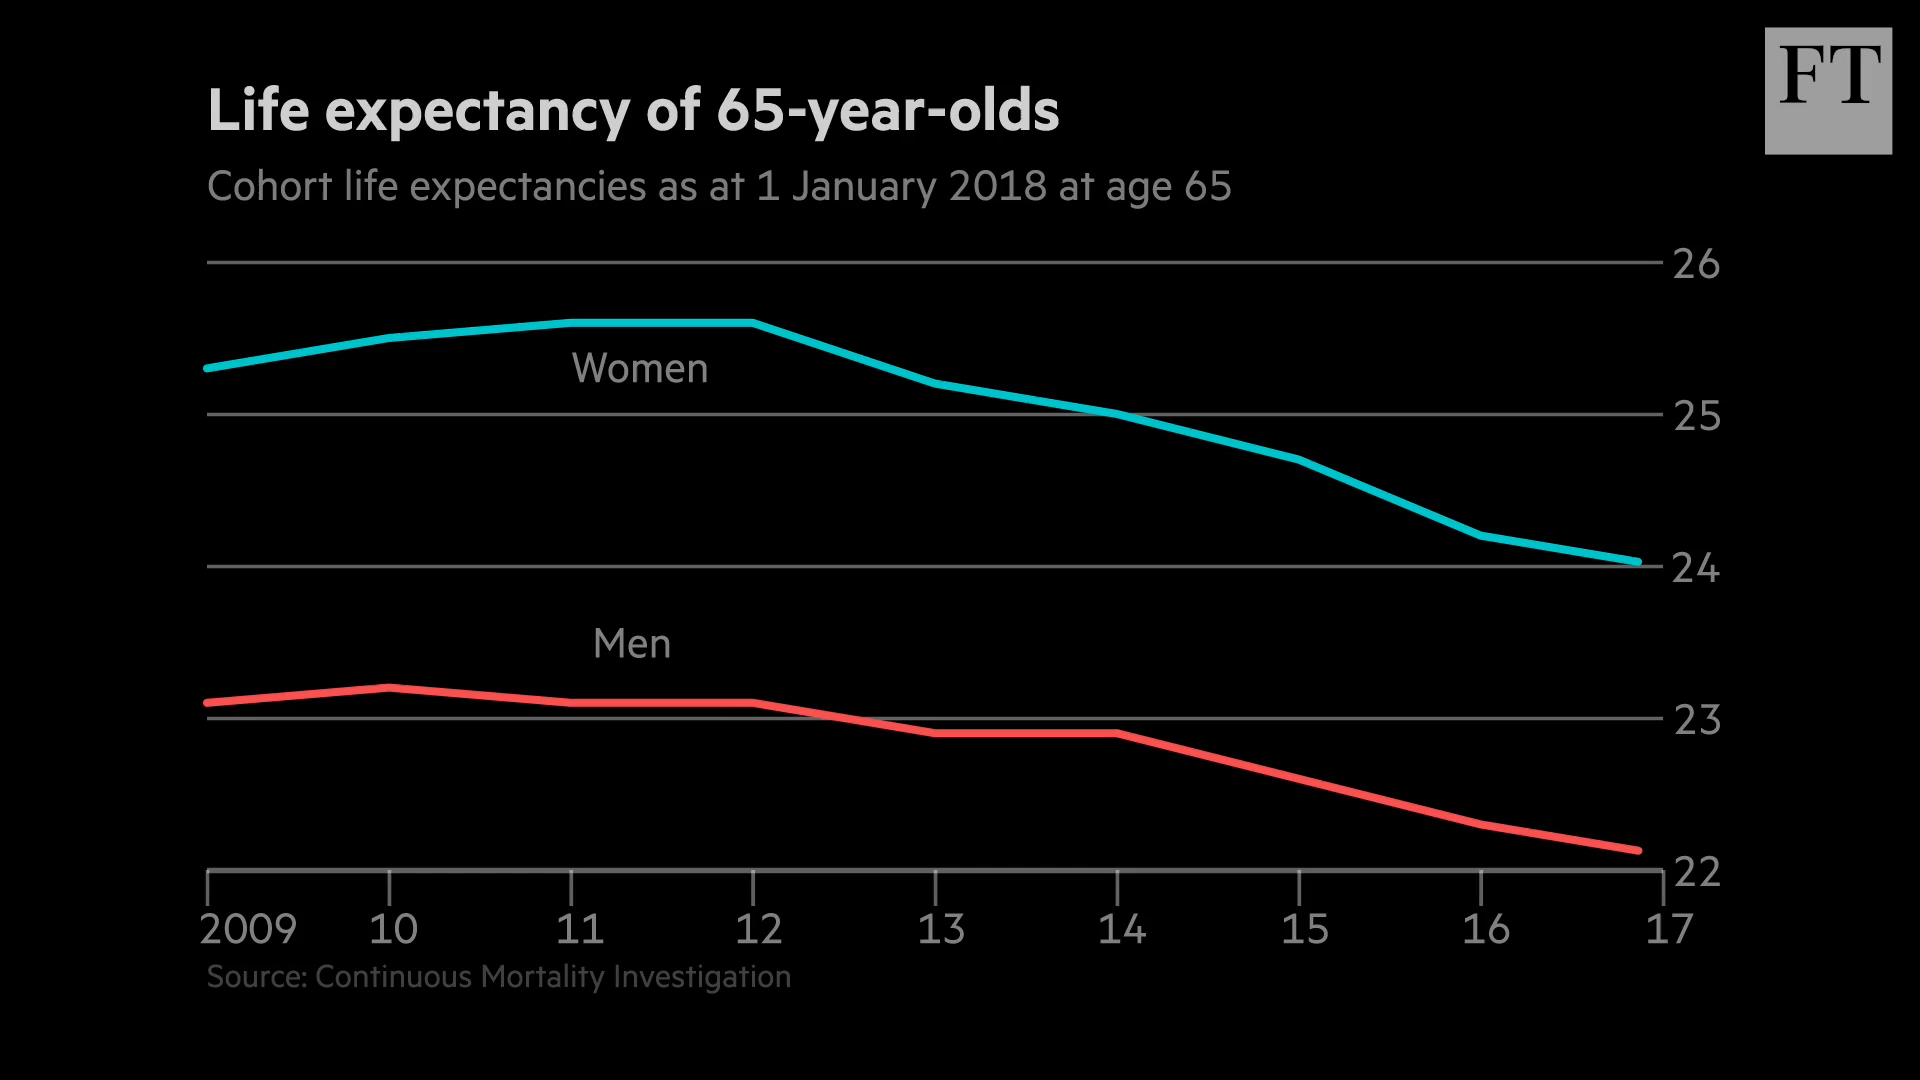 FT
Life expectancy of 65-year-olds
Cohort life expectancies as at 1 January 2018 at age 65
26
Women
25
24
Men
23
22
2009 10 11 12 13 14 15 16 17
Source: Continuous Mortality Investigation